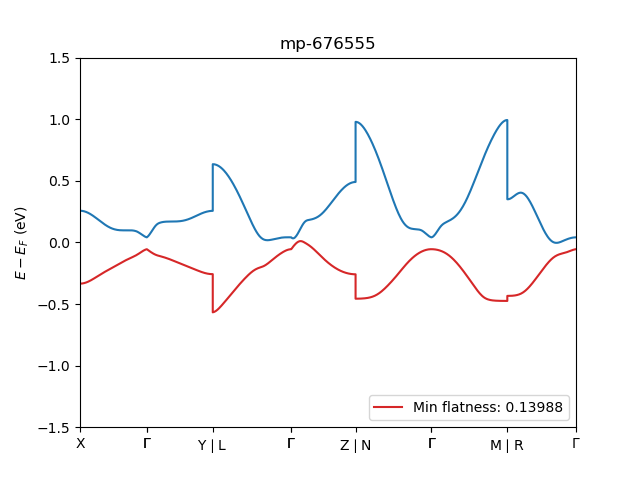 mp-676555
E − E_F (eV)
1.5
1.0
0.5
0.0
−0.5
−1.0
−1.5
Min flatness: 0.13988
X Γ Y | L Γ Z | N Γ M | R Γ